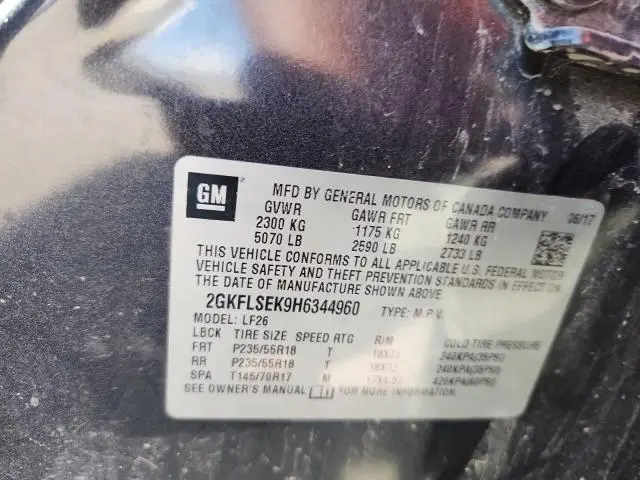 GM
MFD BY GENERAL MOTORS OF CANADA COMPANY 06/17
GVWR GAWR FRT GAWR RR
2300 KG 1175 KG 1240 KG
5070 LB 2590 LB 2733 LB
THIS VEHICLE CONFORMS TO ALL APPLICABLE U.S. FEDERAL MOTOR
VEHICLE SAFETY AND THEFT PREVENTION STANDARDS IN EFFECT ON
THE DATE OF MANUFACTURE SHOWN ABOVE.
2GKFLSEK9H6344960 TYPE: M.P.V.
MODEL: LF26
LBCK TIRE SIZE SPEED RTG RIM COLD TIRE PRESSURE
FRT P235/55R18 T 240KPA(35PSI)
RR P235/55R18 T 240KPA(35PSI)
SPA T145/70R17 M 420KPA(60PSI)
SEE OWNER'S MANUAL FOR MORE INFORMATION